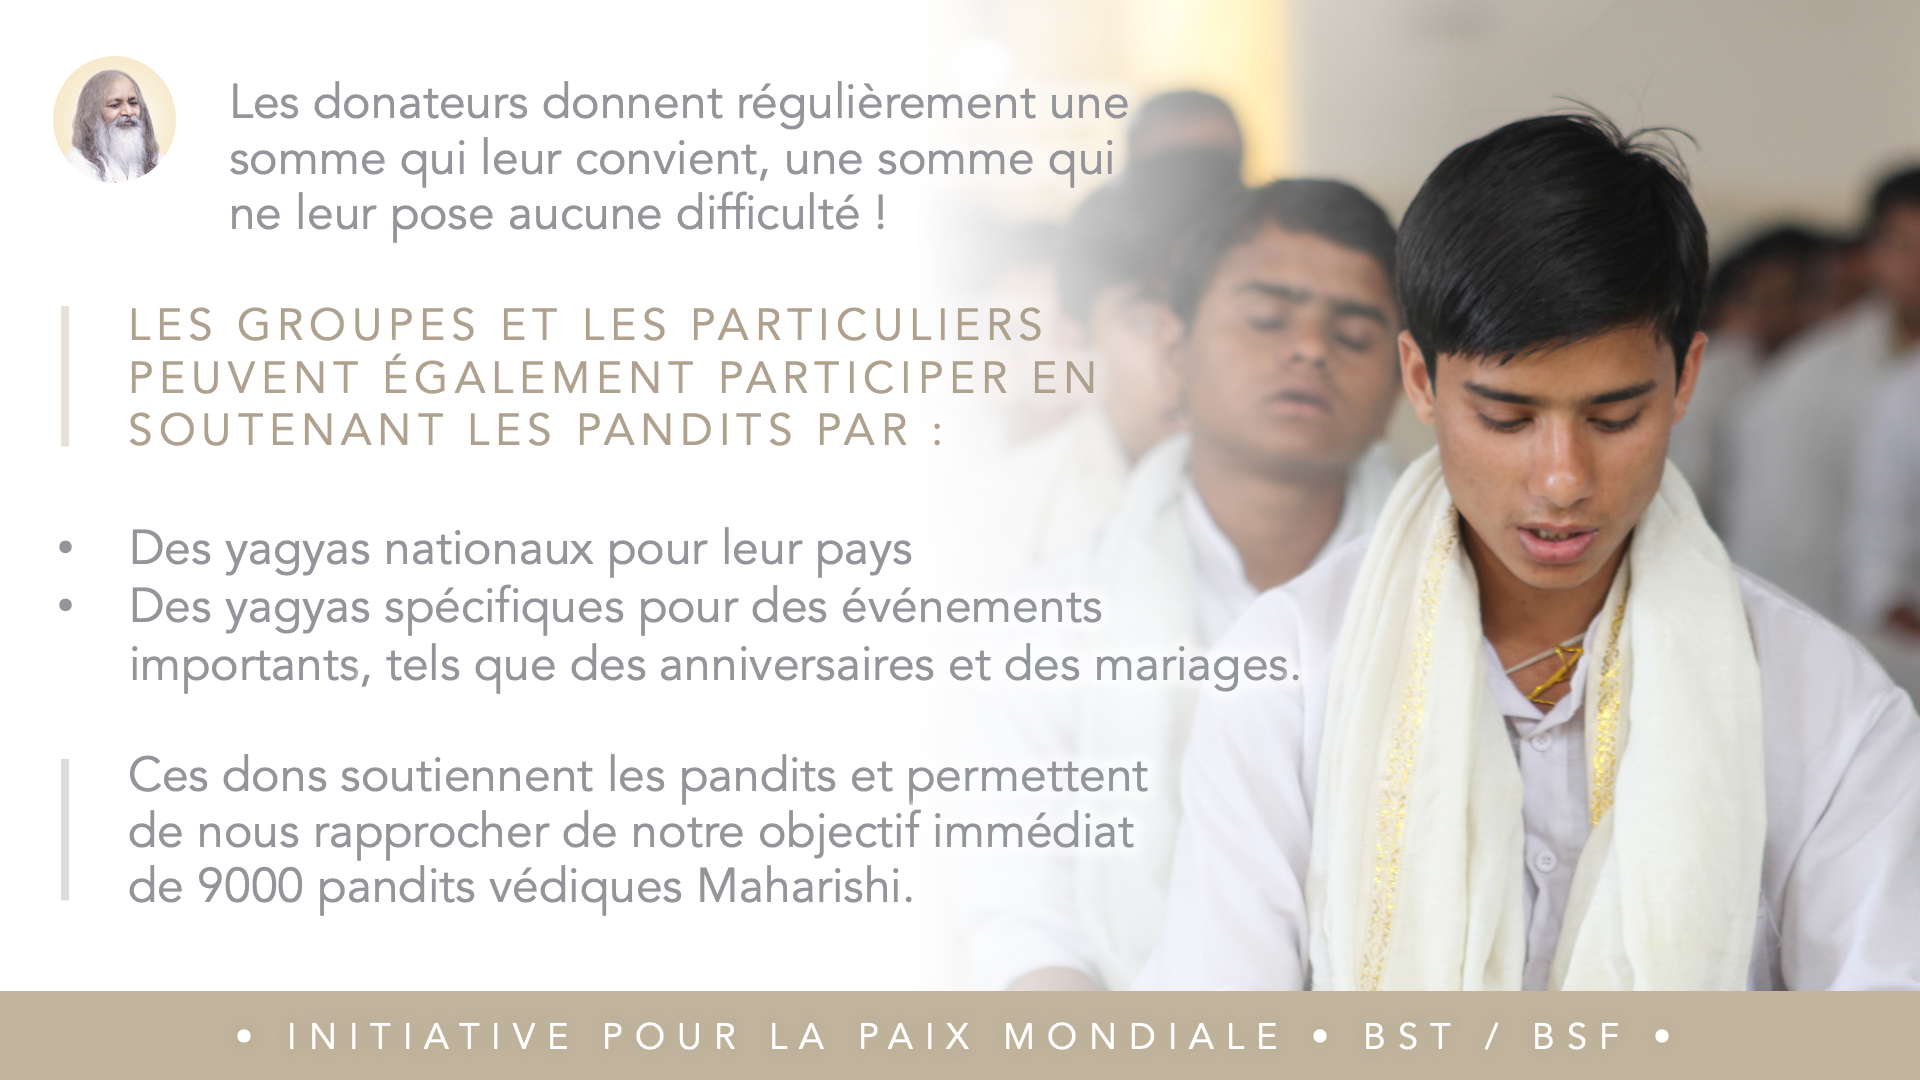 Les donateurs donnent régulièrement une
somme qui leur convient, une somme qui
ne leur pose aucune difficulté !
LES GROUPES ET LES PARTICULIERS
PEUVENT ÉGALEMENT PARTICIPER EN
SOUTENANT LES PANDITS PAR :
• Des yagyas nationaux pour leur pays
• Des yagyas spécifiques pour des événements
importants, tels que des anniversaires et des mariages.
Ces dons soutiennent les pandits et permettent
de nous rapprocher de notre objectif immédiat
de 9000 pandits védiques Maharishi.
• INITIATIVE POUR LA PAIX MONDIALE • BST / BSF •